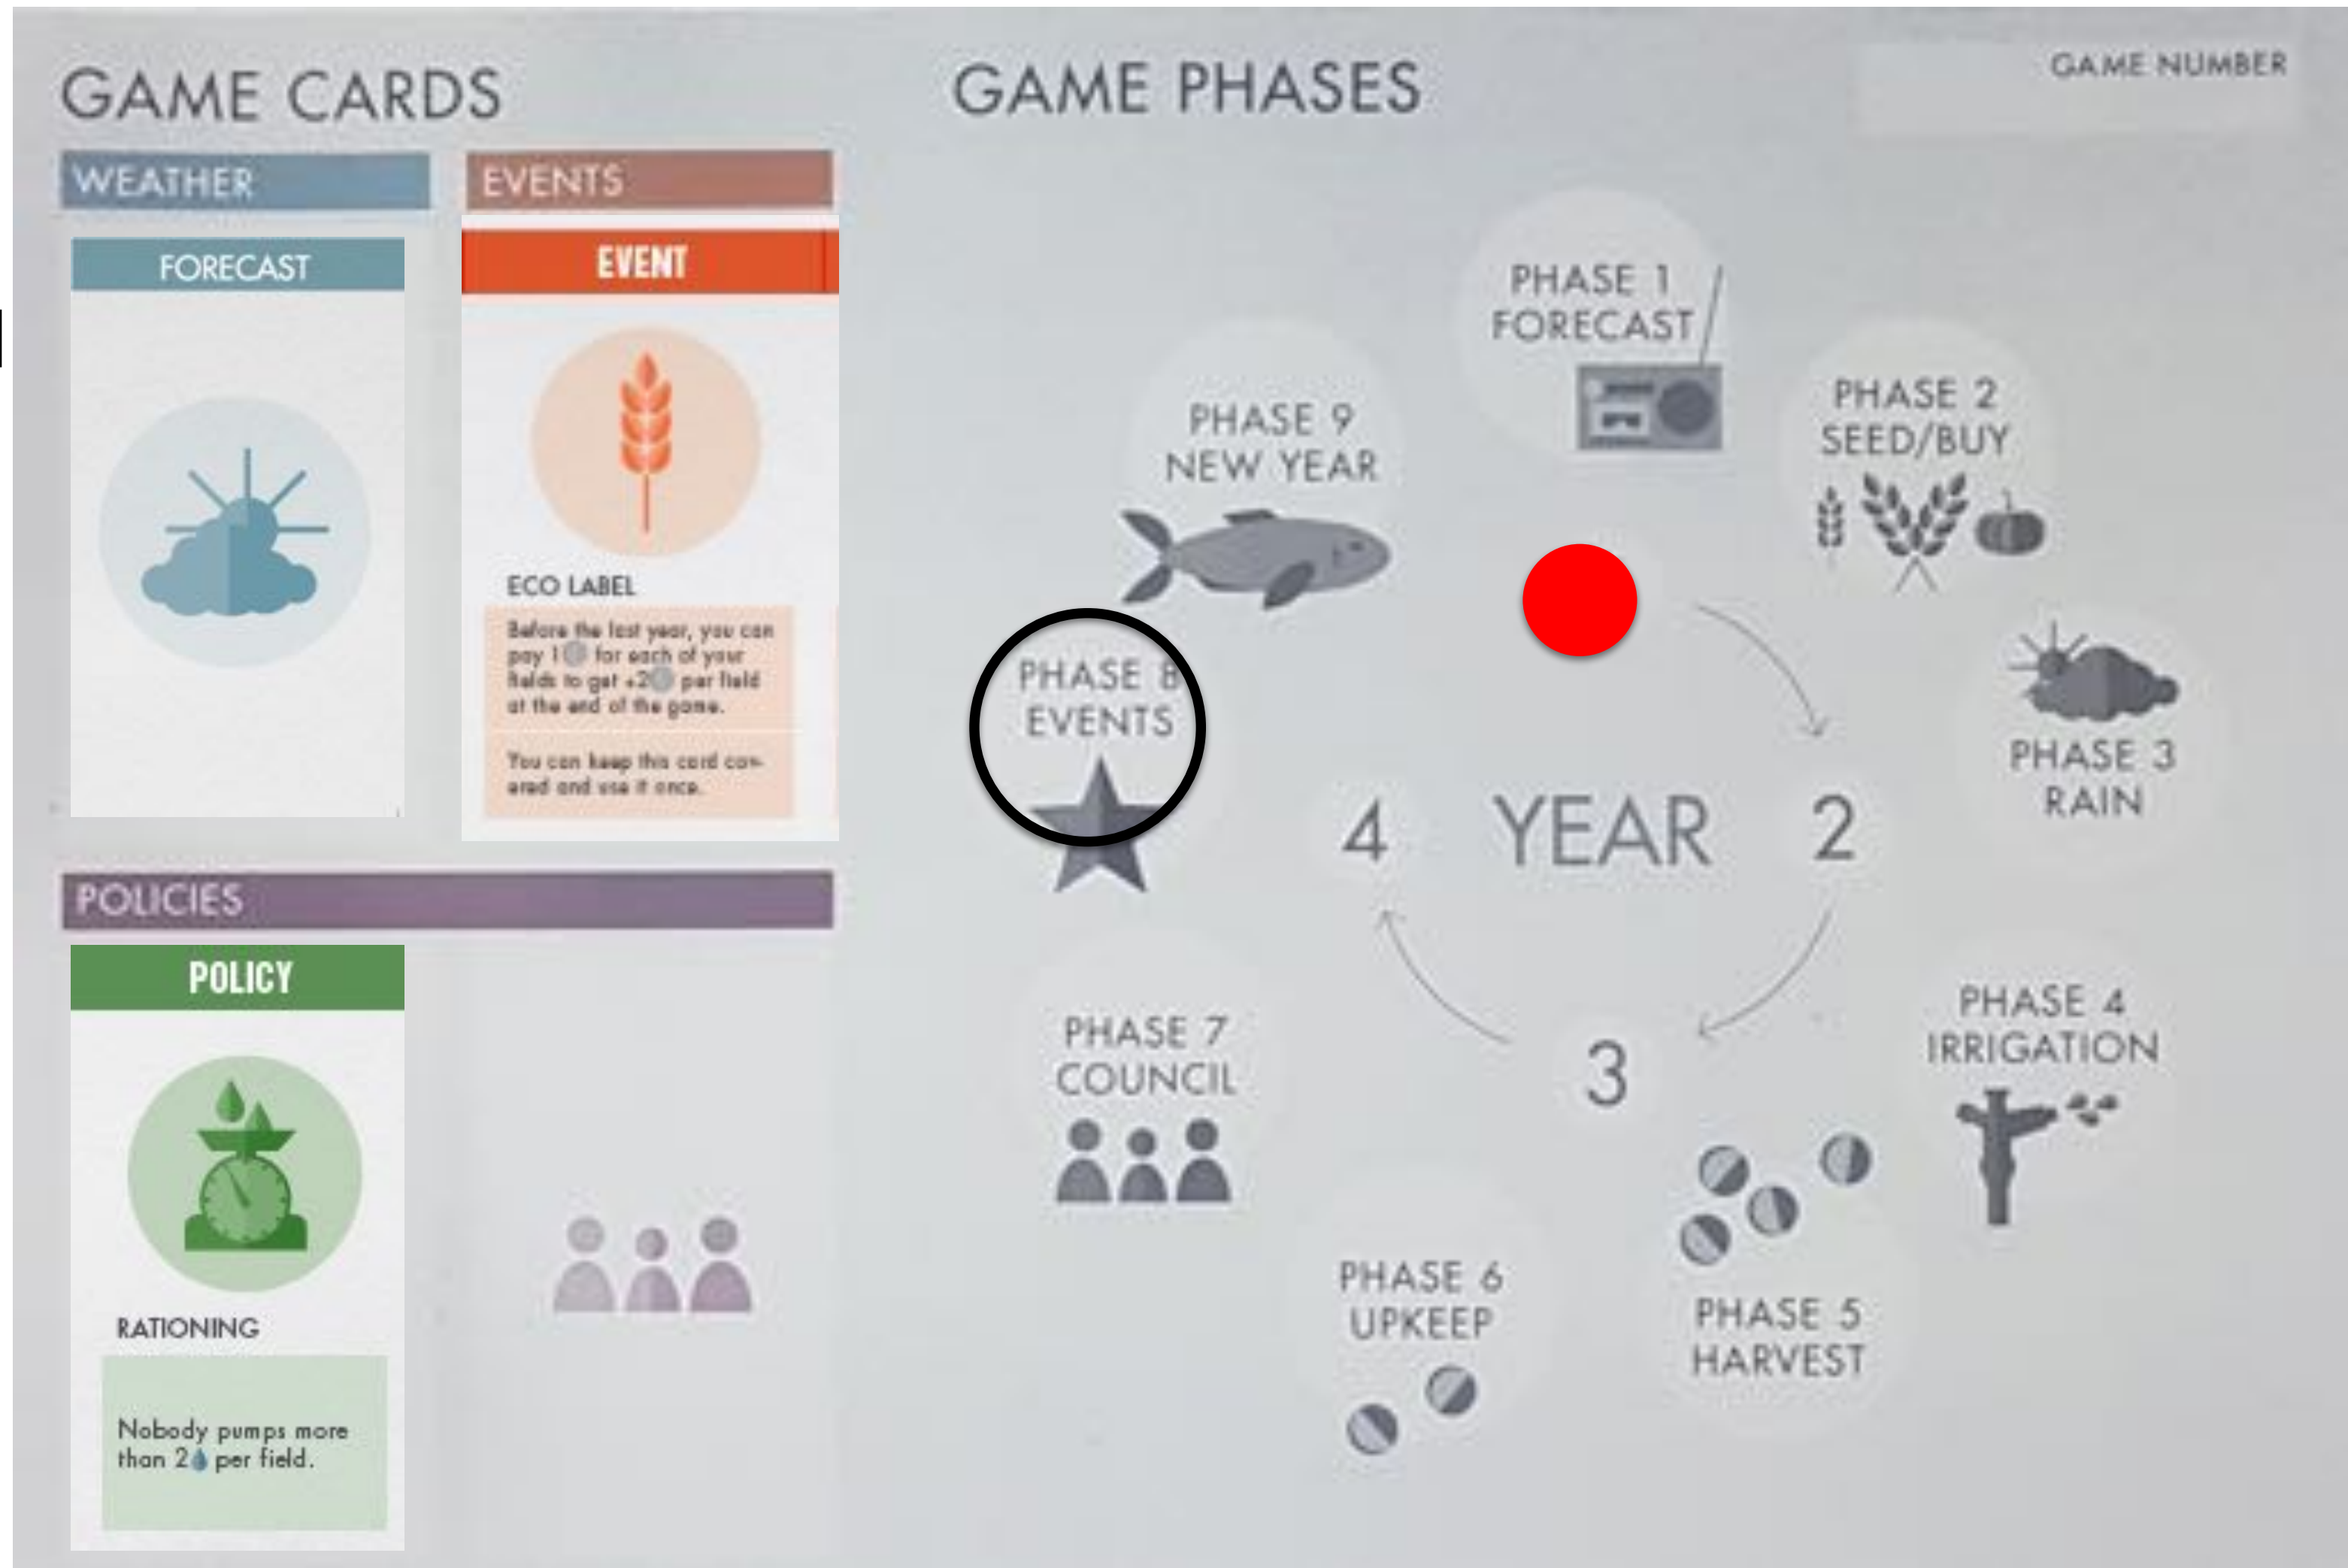 GAME CARDS
WEATHER
EVENTS
FORECAST
EVENT
ECO LABEL
Before the last year, you can
pay 1 for each of your
fields to get +2 per field
at the end of the game.
You can keep this card cov-
ered and use it once.
POLICIES
POLICY
RATIONING
Nobody pumps more
than 2 per field.
GAME PHASES
GAME NUMBER
PHASE 1
FORECAST
PHASE 2
SEED/BUY
PHASE 3
RAIN
PHASE 4
IRRIGATION
PHASE 5
HARVEST
PHASE 6
UPKEEP
PHASE 7
COUNCIL
PHASE 8
EVENTS
PHASE 9
NEW YEAR
4 YEAR 2
3